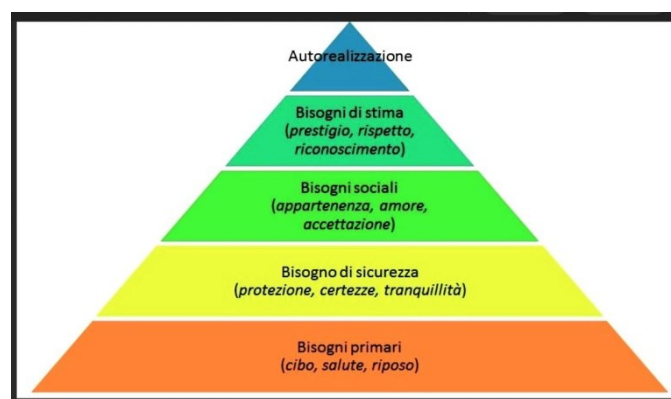 Autorealizzazione
Bisogni di stima
(prestigio, rispetto,
riconoscimento)
Bisogni sociali
(appartenenza, amore,
accettazione)
Bisogno di sicurezza
(protezione, certezze, tranquillità)
Bisogni primari
(cibo, salute, riposo)